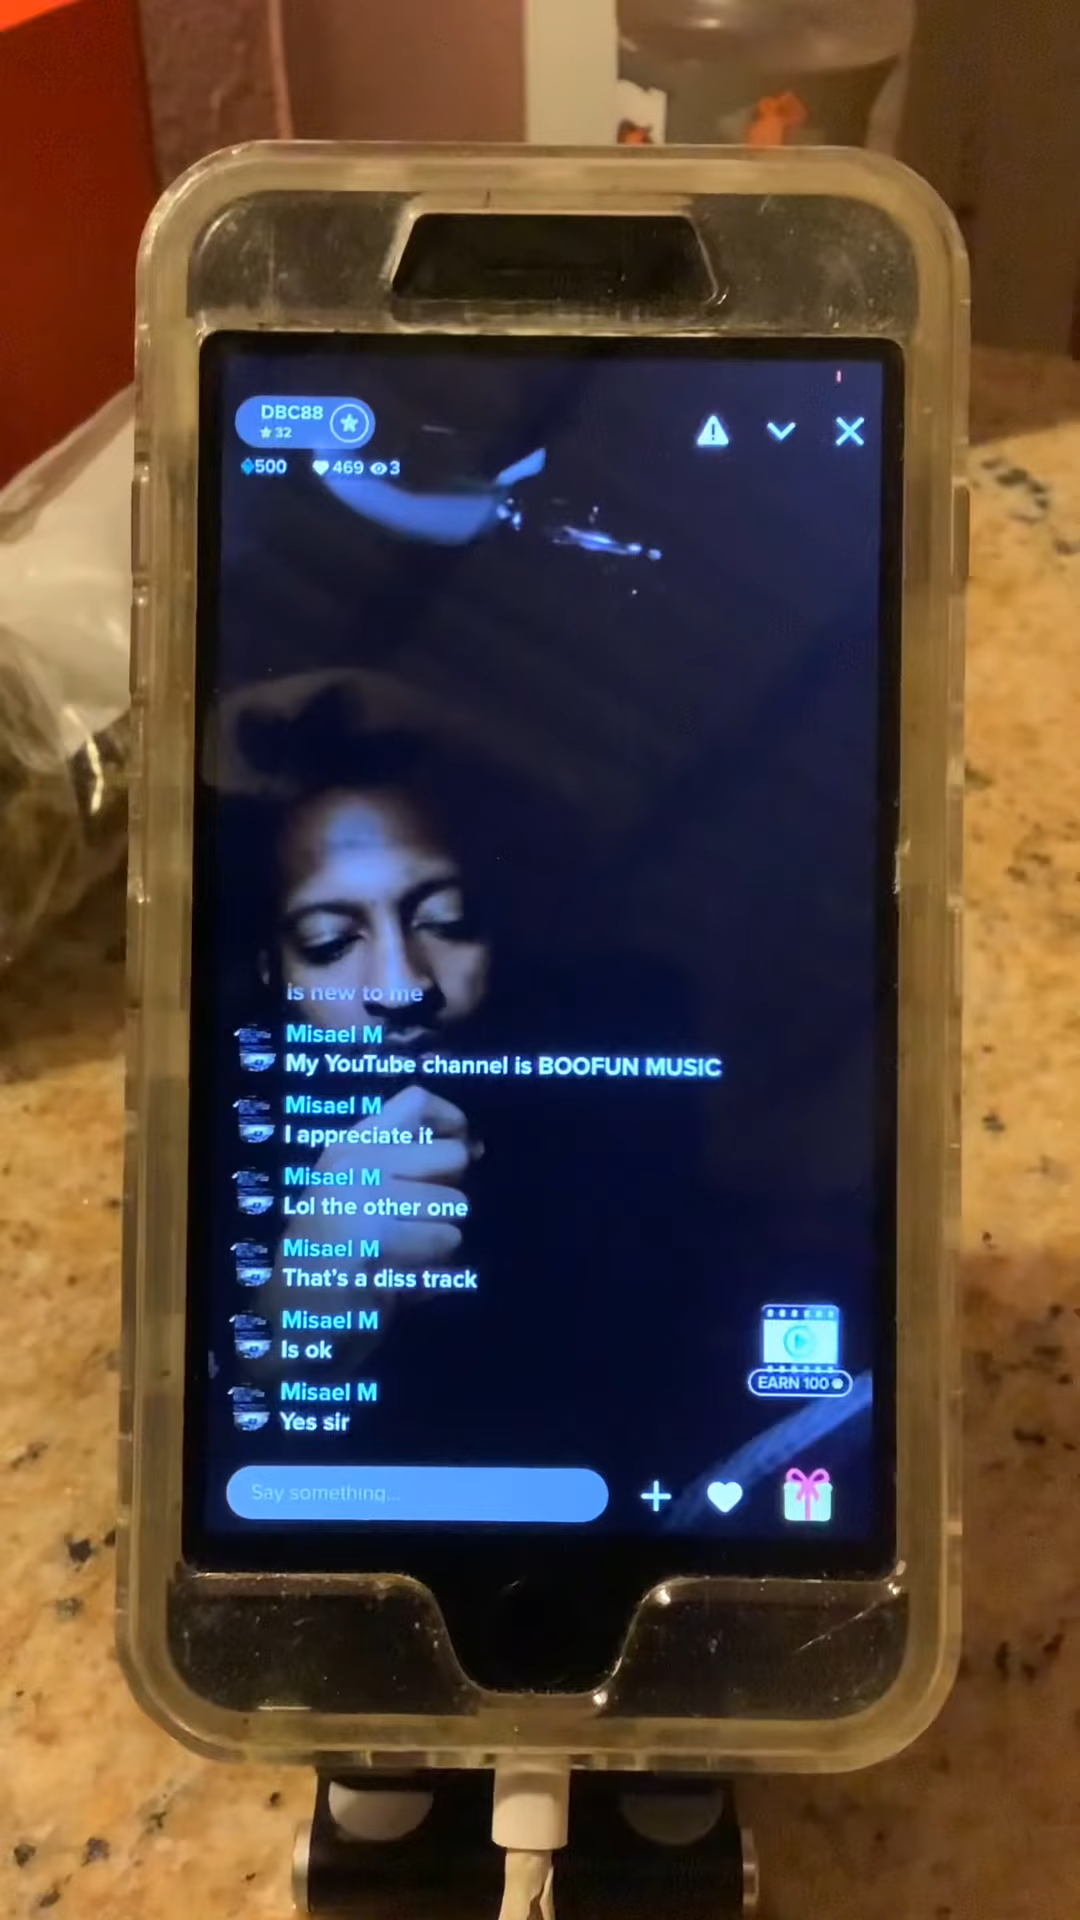 DBC88
32
500 469 3
is new to me
Misael M
My YouTube channel is BOOFUN MUSIC
Misael M
I appreciate it
Misael M
Lol the other one
Misael M
That's a diss track
Misael M
Is ok
Misael M
Yes sir
EARN 100
Say something...